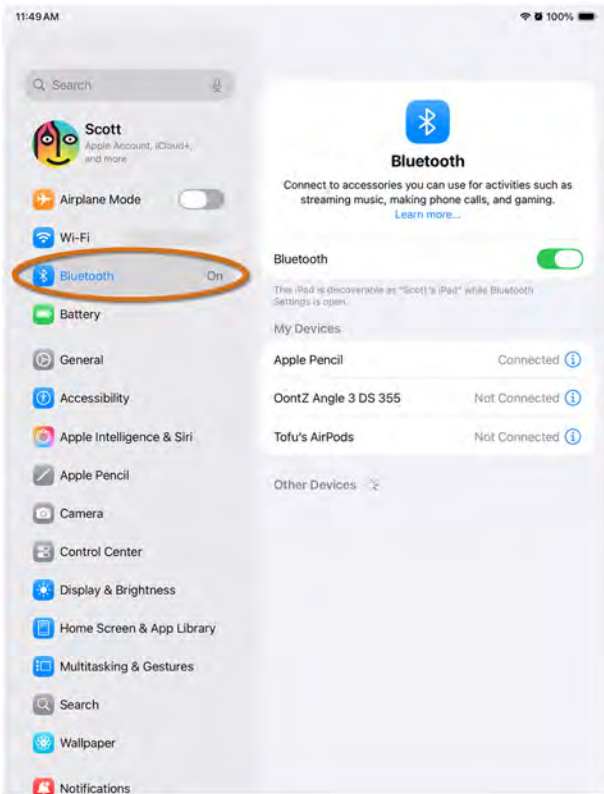 11:49 AM
100%
Search
Scott
Apple Account, iCloud+,
and more
Airplane Mode
Wi-Fi
Bluetooth
On
Battery
General
Accessibility
Apple Intelligence & Siri
Apple Pencil
Camera
Control Center
Display & Brightness
Home Screen & App Library
Multitasking & Gestures
Search
Wallpaper
Notifications
Bluetooth
Connect to accessories you can use for activities such as
streaming music, making phone calls, and gaming.
Learn more...
Bluetooth
This iPad is discoverable as "Scott's iPad" while Bluetooth
Settings is open.
My Devices
Apple Pencil Connected
OontZ Angle 3 DS 355 Not Connected
Tofu's AirPods Not Connected
Other Devices